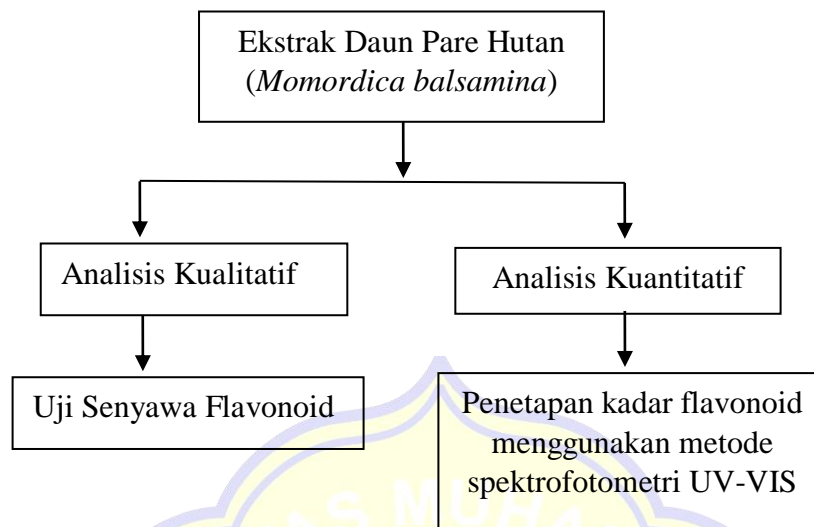 Ekstrak Daun Pare Hutan
(Momordica balsamina)
Analisis Kualitatif
Analisis Kuantitatif
Uji Senyawa Flavonoid
Penetapan kadar flavonoid
menggunakan metode
spektrofotometri UV-VIS